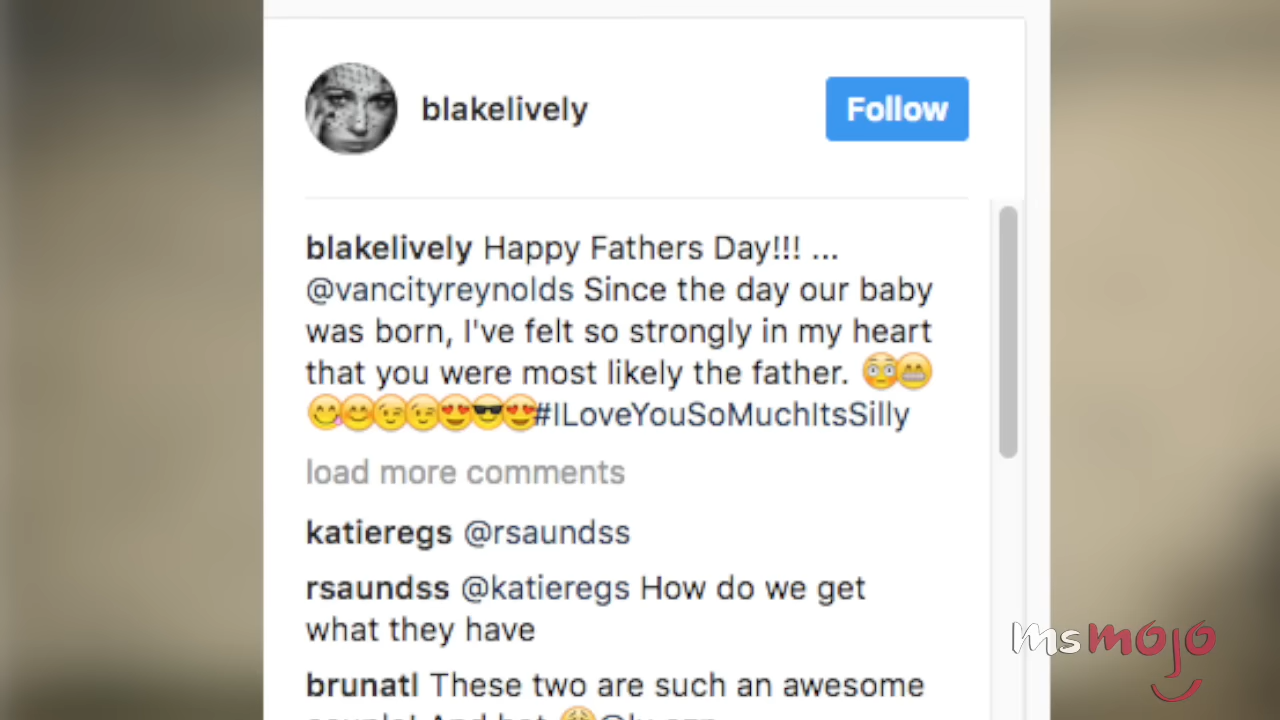 blakelively
Follow
blakelively Happy Fathers Day!!! ...
@vancityreynolds Since the day our baby
was born, I've felt so strongly in my heart
that you were most likely the father. 😳😬
😋😊😉😉😍😎😍#ILoveYouSoMuchItsSilly
load more comments
katieregs @rsaundss
rsaundss @katieregs How do we get
what they have
brunatl These two are such an awesome
msmojo